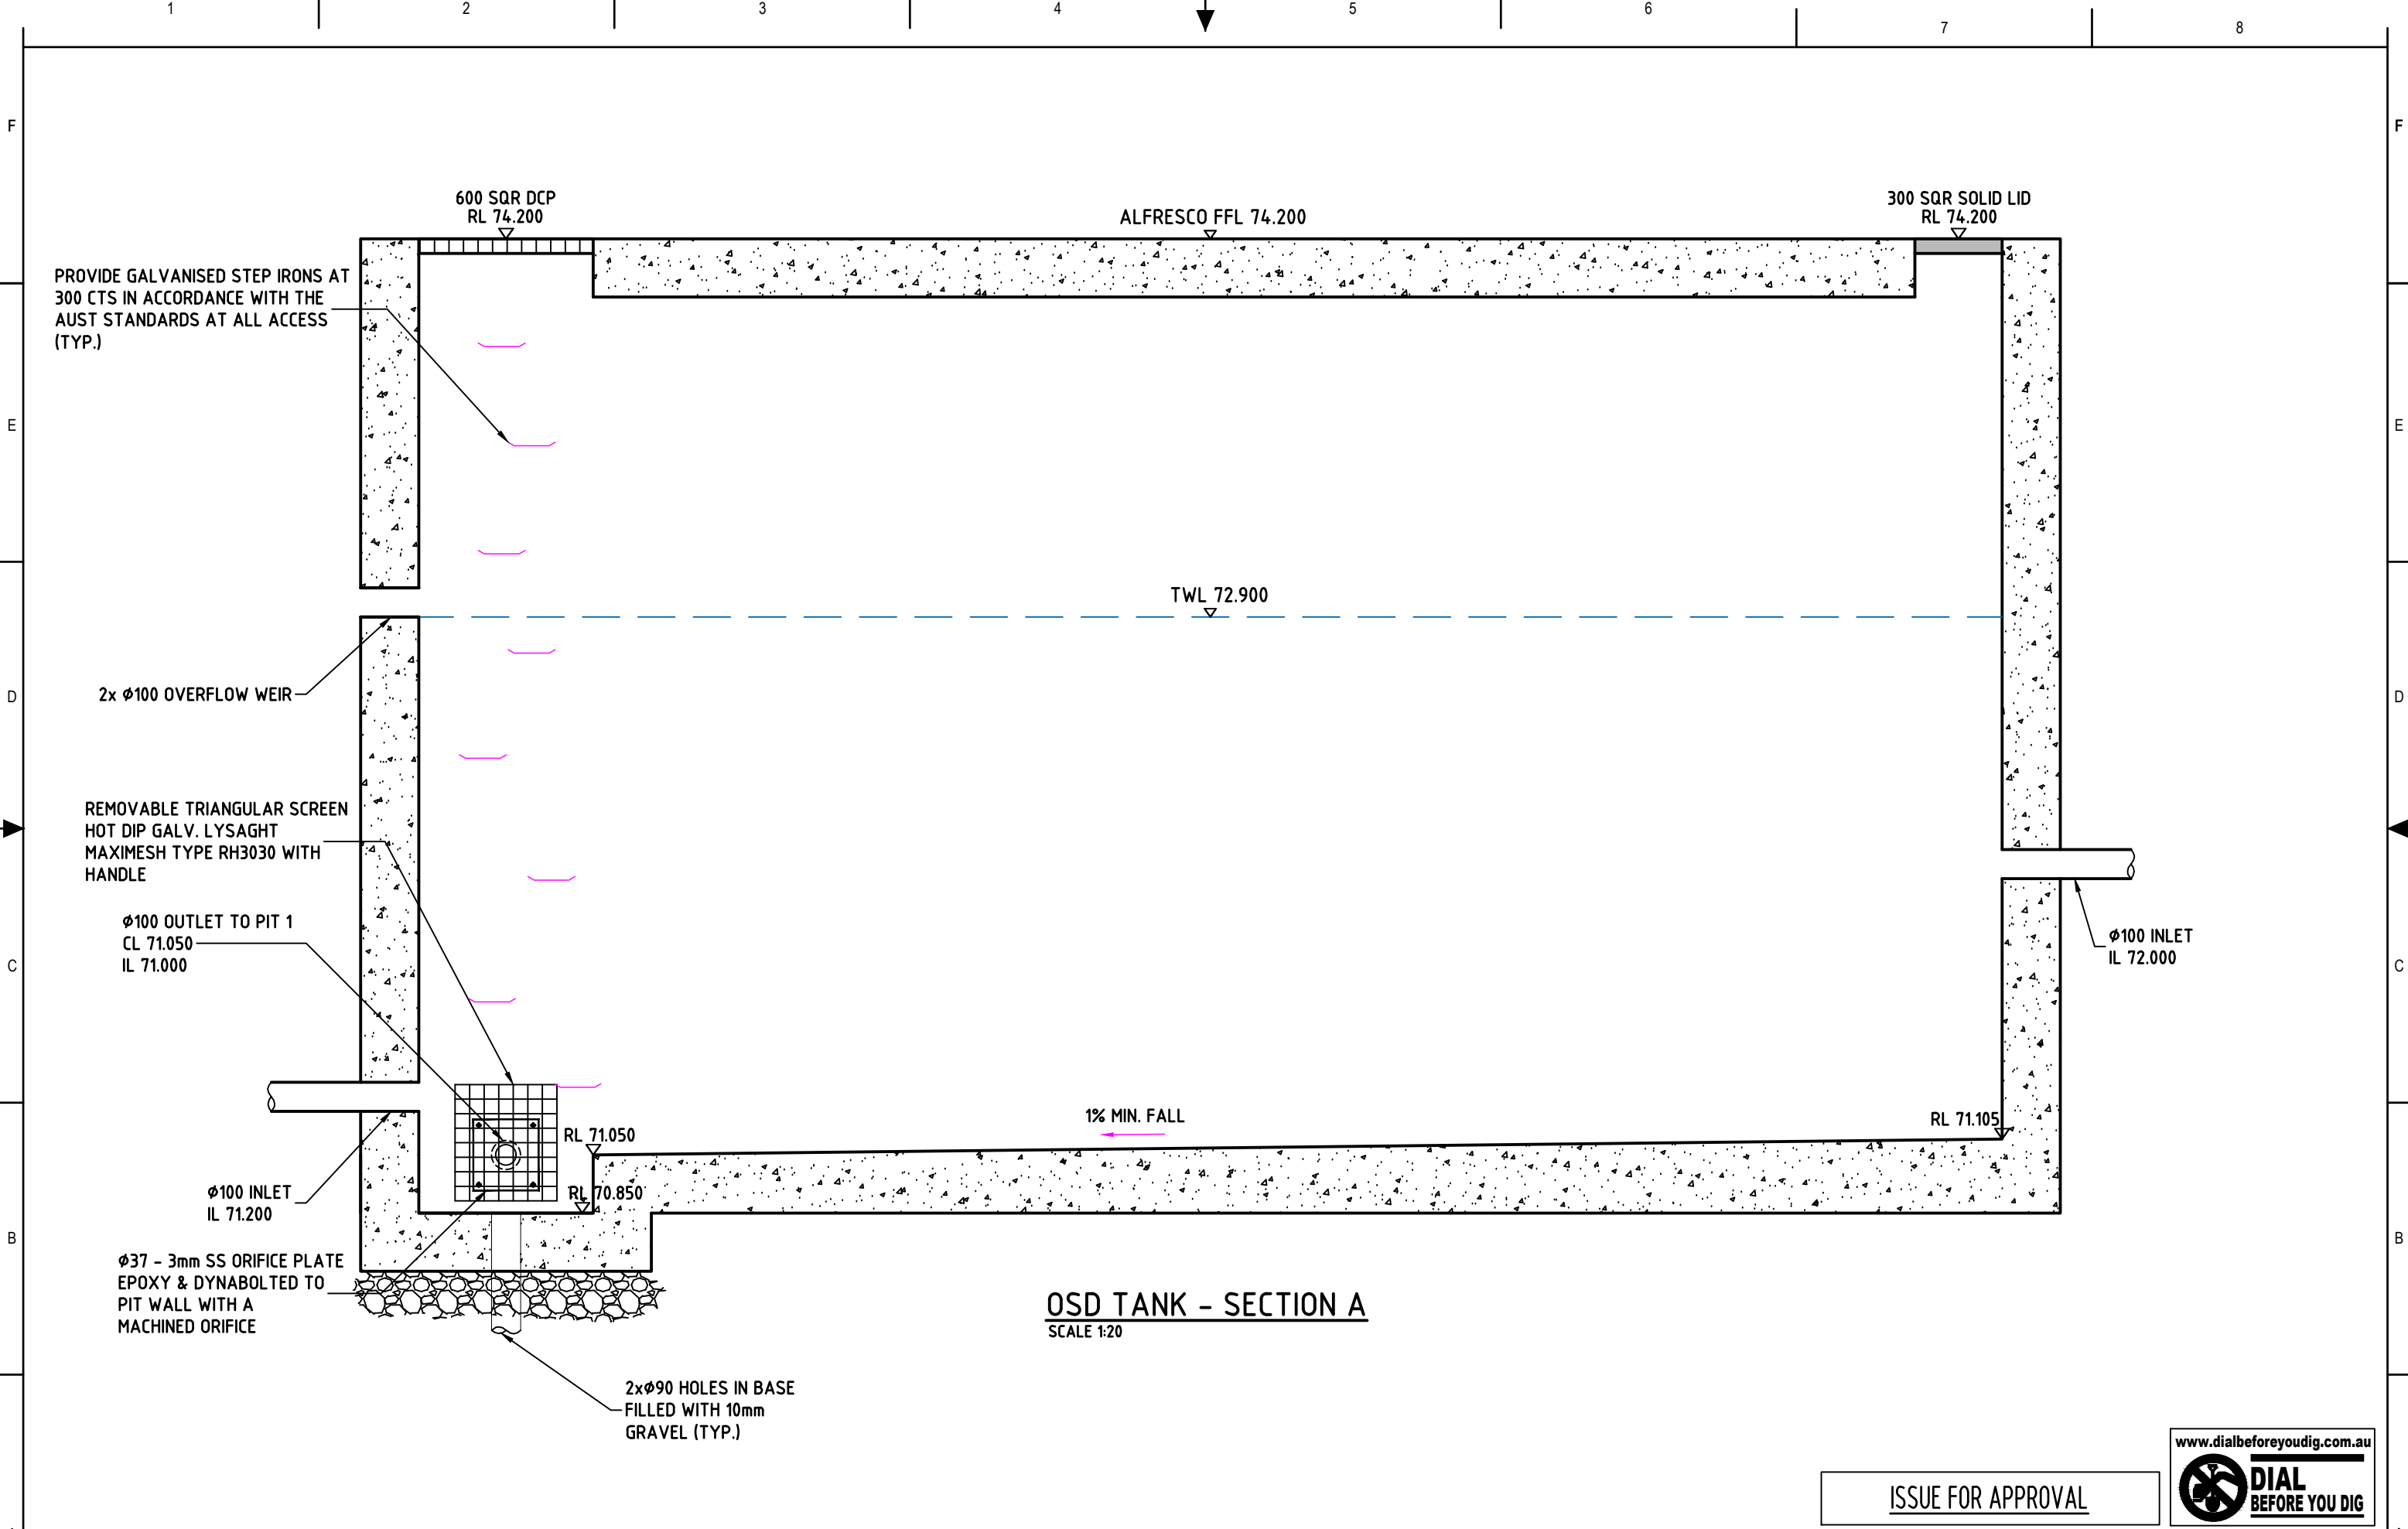 1 2 3 4 5 6 7 8
F F
600 SQR DCP
RL 74.200
ALFRESCO FFL 74.200
300 SQR SOLID LID
RL 74.200
PROVIDE GALVANISED STEP IRONS AT
300 CTS IN ACCORDANCE WITH THE
AUST STANDARDS AT ALL ACCESS
(TYP.)
E E
TWL 72.900
2x Ø100 OVERFLOW WEIR
D D
REMOVABLE TRIANGULAR SCREEN
HOT DIP GALV. LYSAGHT
MAXIMESH TYPE RH3030 WITH
HANDLE
Ø100 OUTLET TO PIT 1
CL 71.050
IL 71.000
Ø100 INLET
IL 72.000
C C
1% MIN. FALL
RL 71.105
RL 71.050
RL 70.850
Ø100 INLET
IL 71.200
B B
Ø37 - 3mm SS ORIFICE PLATE
EPOXY & DYNABOLTED TO
PIT WALL WITH A
MACHINED ORIFICE
OSD TANK - SECTION A
SCALE 1:20
2xØ90 HOLES IN BASE
FILLED WITH 10mm
GRAVEL (TYP.)
ISSUE FOR APPROVAL
www.dialbeforeyoudig.com.au
DIAL
BEFORE YOU DIG